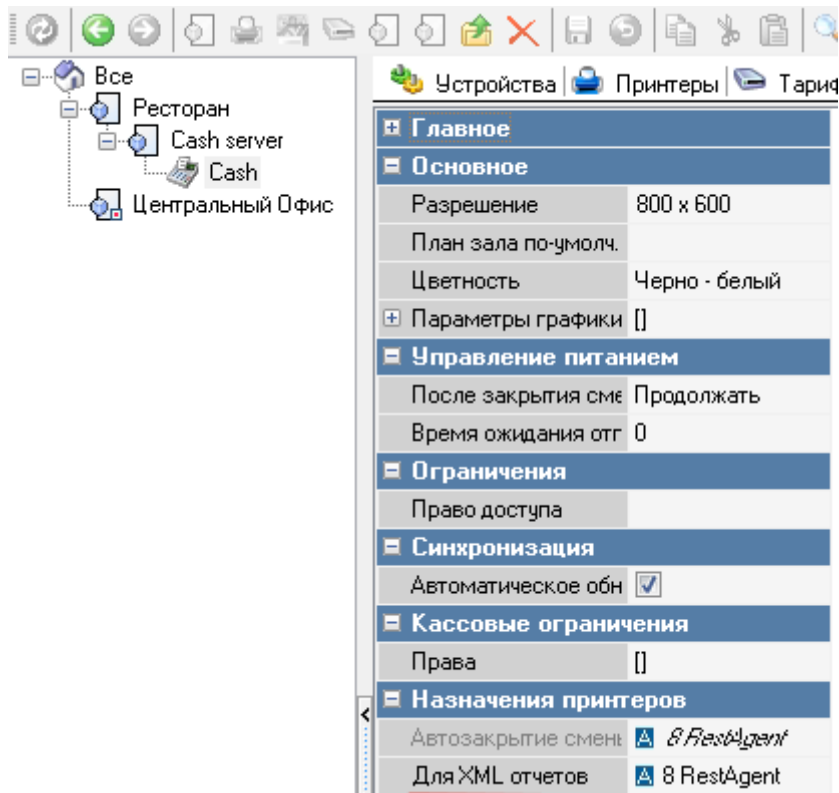 Все
Ресторан
Cash server
Cash
Центральный Офис
Устройства Принтеры Тариф
Главное
Основное
Разрешение 800 x 600
План зала по-умолч.
Цветность Черно - белый
Параметры графики []
Управление питанием
После закрытия сме Продолжать
Время ожидания отг 0
Ограничения
Право доступа
Синхронизация
Автоматическое обн
Кассовые ограничения
Права []
Назначения принтеров
Автозакрытие смень A 8 RestAgent
Для XML отчетов A 8 RestAgent